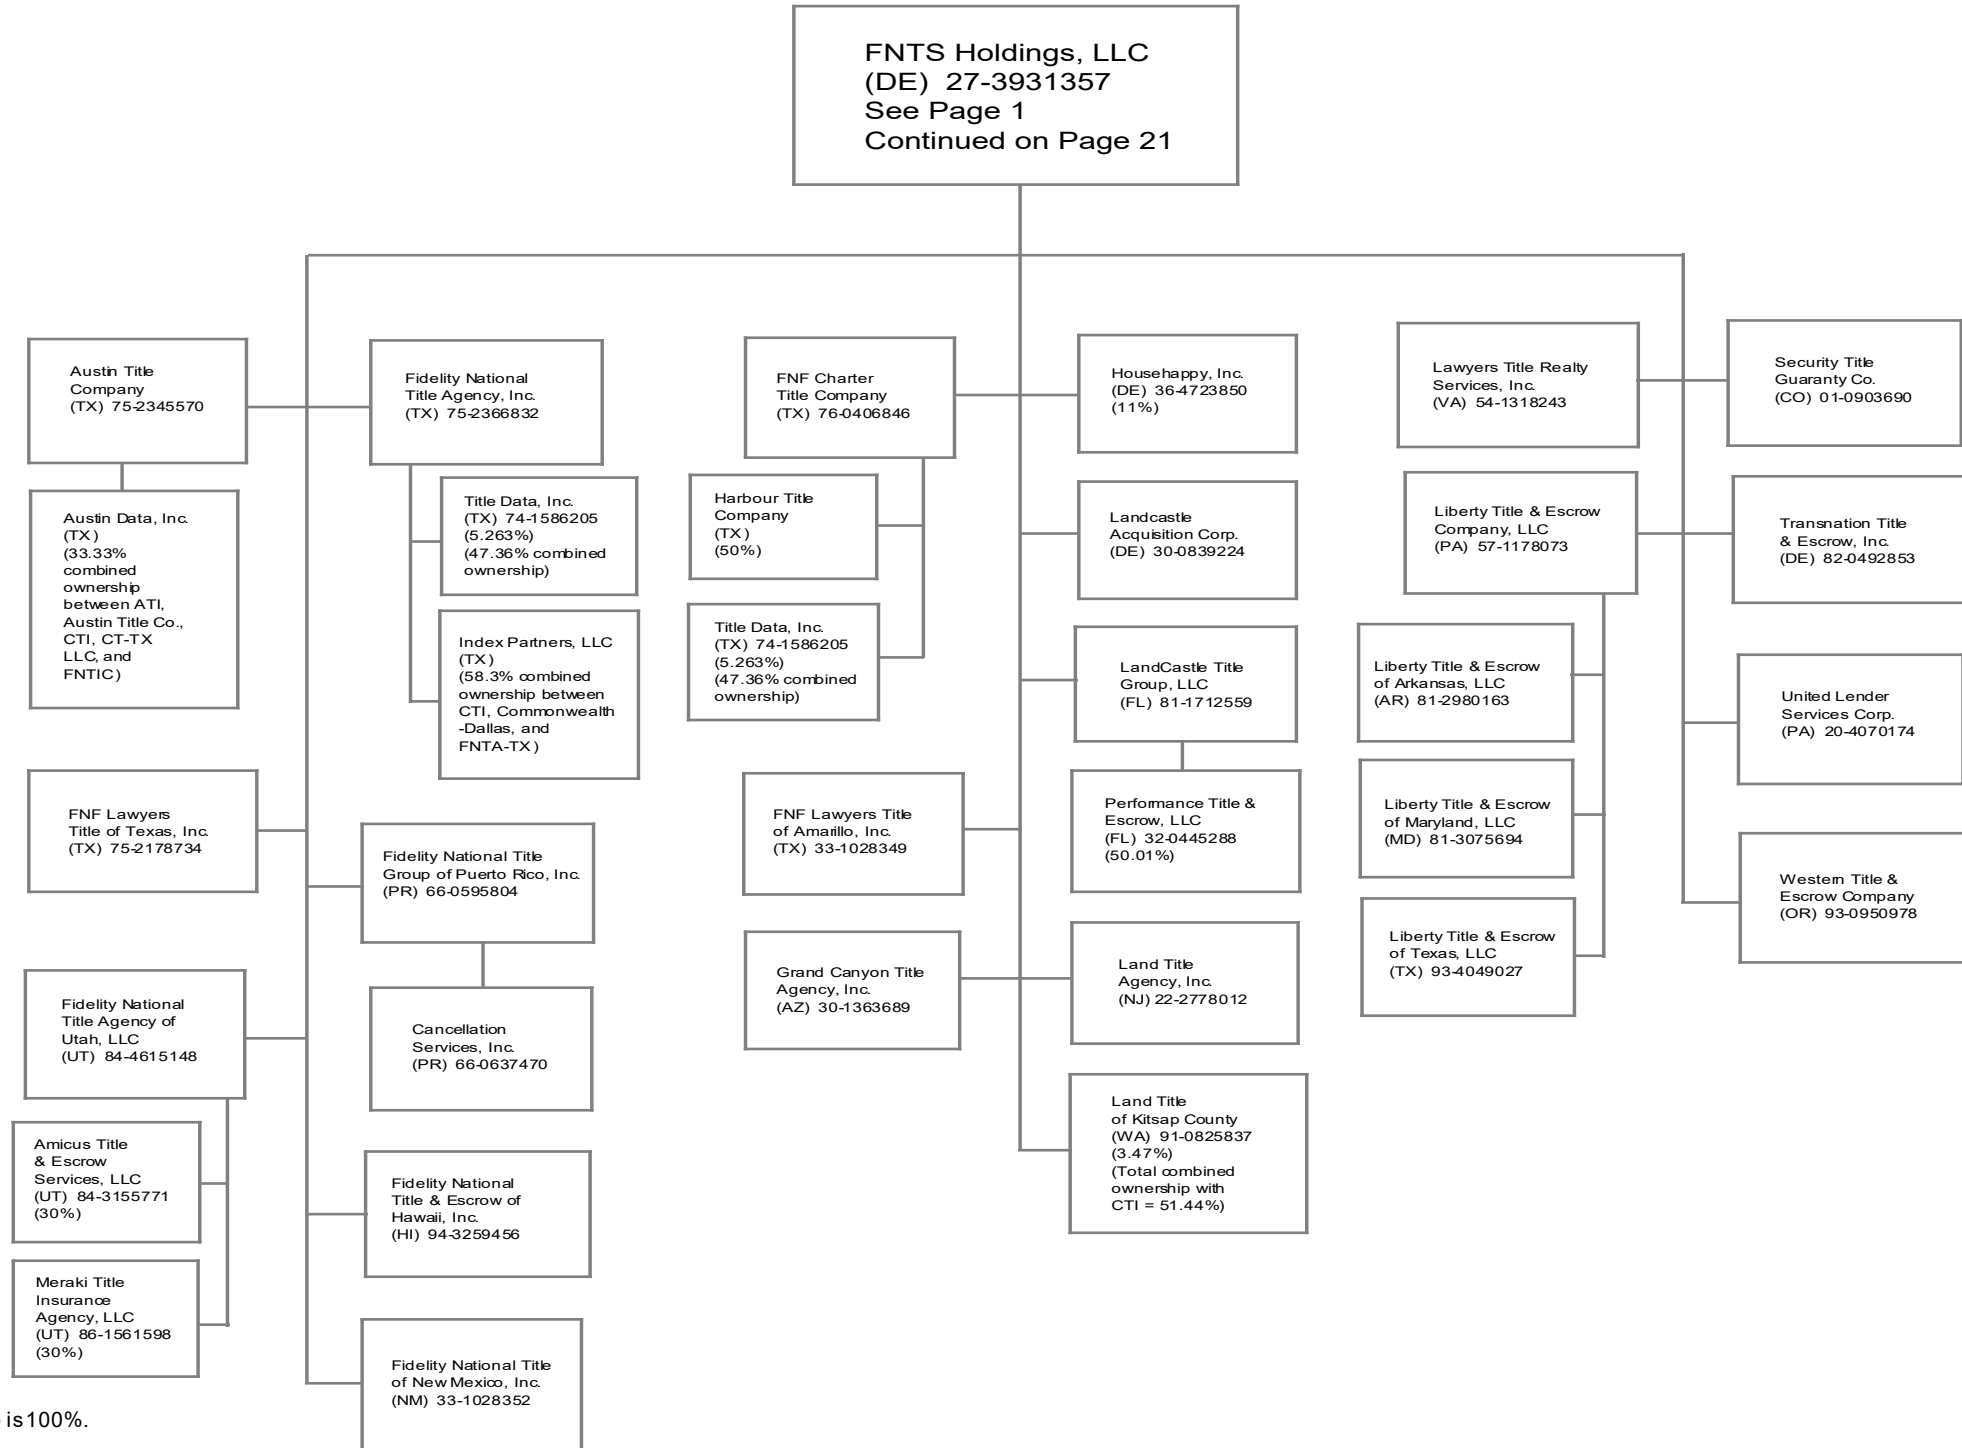 FNTS Holdings, LLC
(DE) 27-3931357
See Page 1
Continued on Page 21
Austin Title
Company
(TX) 75-2345570
Austin Data, Inc.
(TX)
(33.33%
combined
ownership
between ATI,
Austin Title Co.,
CTI, CT-TX
LLC, and
FNTIC)
Fidelity National
Title Agency, Inc.
(TX) 75-2366832
Title Data, Inc.
(TX) 74-1586205
(5.263%)
(47.36% combined
ownership)
Index Partners, LLC
(TX)
(58.3% combined
ownership between
CTI, Commonwealth
-Dallas, and
FNTA-TX)
FNF Lawyers
Title of Texas, Inc.
(TX) 75-2178734
Fidelity National Title
Group of Puerto Rico, Inc.
(PR) 66-0595804
Cancellation
Services, Inc.
(PR) 66-0637470
Fidelity National
Title Agency of
Utah, LLC
(UT) 84-4615148
Amicus Title
& Escrow
Services, LLC
(UT) 84-3155771
(30%)
Meraki Title
Insurance
Agency, LLC
(UT) 86-1561598
(30%)
Fidelity National
Title & Escrow of
Hawaii, Inc.
(HI) 94-3259456
Fidelity National Title
of New Mexico, Inc.
(NM) 33-1028352
FNF Charter
Title Company
(TX) 76-0406846
Harbour Title
Company
(TX)
(50%)
Title Data, Inc.
(TX) 74-1586205
(5.263%)
(47.36% combined
ownership)
Househappy, Inc.
(DE) 36-4723850
(11%)
Landcastle
Acquisition Corp.
(DE) 30-0839224
LandCastle Title
Group, LLC
(FL) 81-1712559
Performance Title &
Escrow, LLC
(FL) 32-0445288
(50.01%)
FNF Lawyers Title
of Amarillo, Inc.
(TX) 33-1028349
Grand Canyon Title
Agency, Inc.
(AZ) 30-1363689
Land Title
Agency, Inc.
(NJ) 22-2778012
Land Title
of Kitsap County
(WA) 91-0825837
(3.47%)
(Total combined
ownership with
CTI = 51.44%)
Lawyers Title Realty
Services, Inc.
(VA) 54-1318243
Liberty Title & Escrow
Company, LLC
(PA) 57-1178073
Liberty Title & Escrow
of Arkansas, LLC
(AR) 81-2980163
Liberty Title & Escrow
of Maryland, LLC
(MD) 81-3075694
Liberty Title & Escrow
of Texas, LLC
(TX) 93-4049027
Security Title
Guaranty Co.
(CO) 01-0903690
Transnation Title
& Escrow, Inc.
(DE) 82-0492853
United Lender
Services Corp.
(PA) 20-4070174
Western Title &
Escrow Company
(OR) 93-0950978
is 100%.